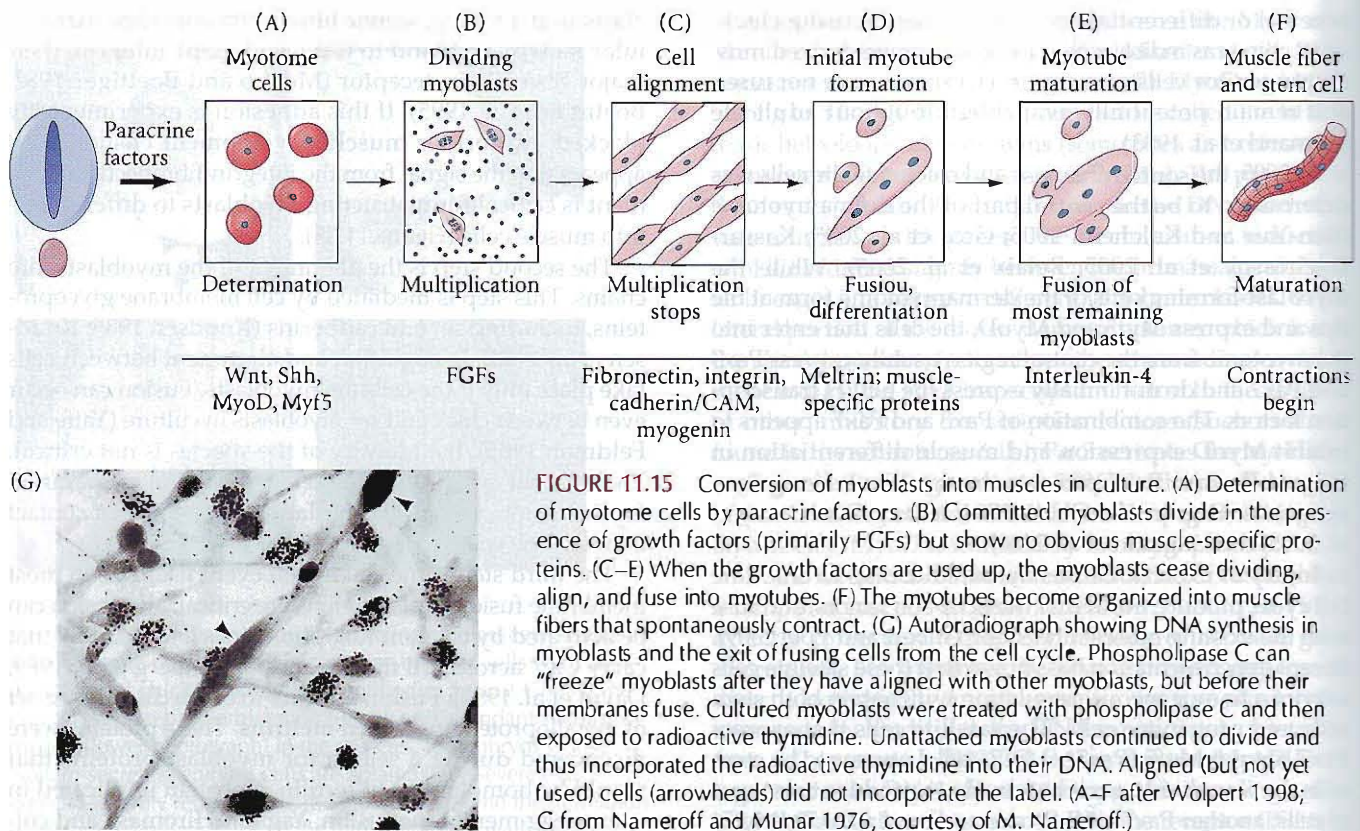 (A) (B) (C) (D) (E) (F)
Myotome Dividing Cell Initial myotube Myotube Muscle fiber
cells myoblasts alignment formation maturation and stem cell
Paracrine
factors
Determination Multiplication Multiplication Fusiou, Fusion of Maturation
stops differentiation most remaining
myoblasts
Wnt, Shh, FGFs Fibronectin, integrin, Meltrin; muscle- Interleukin-4 Contractions
MyoD, Myf5 cadherin/CAM, specific proteins begin
myogenin
(G)
FIGURE 11.15 Conversion of myoblasts into muscles in culture. (A) Determination
of myotome cells by paracrine factors. (B) Committed myoblasts divide in the pres-
ence of growth factors (primarily FGFs) but show no obvious muscle-specific pro-
teins. (C–E) When the growth factors are used up, the myoblasts cease dividing,
align, and fuse into myotubes. (F) The myotubes become organized into muscle
fibers that spontaneously contract. (G) Autoradiograph showing DNA synthesis in
myoblasts and the exit of fusing cells from the cell cycle. Phospholipase C can
"freeze" myoblasts after they have aligned with other myoblasts, but before their
membranes fuse. Cultured myoblasts were treated with phospholipase C and then
exposed to radioactive thymidine. Unattached myoblasts continued to divide and
thus incorporated the radioactive thymidine into their DNA. Aligned (but not yet
fused) cells (arrowheads) did not incorporate the label. (A–F after Wolpert 1998;
G from Nameroff and Munar 1976, courtesy of M. Nameroff.)